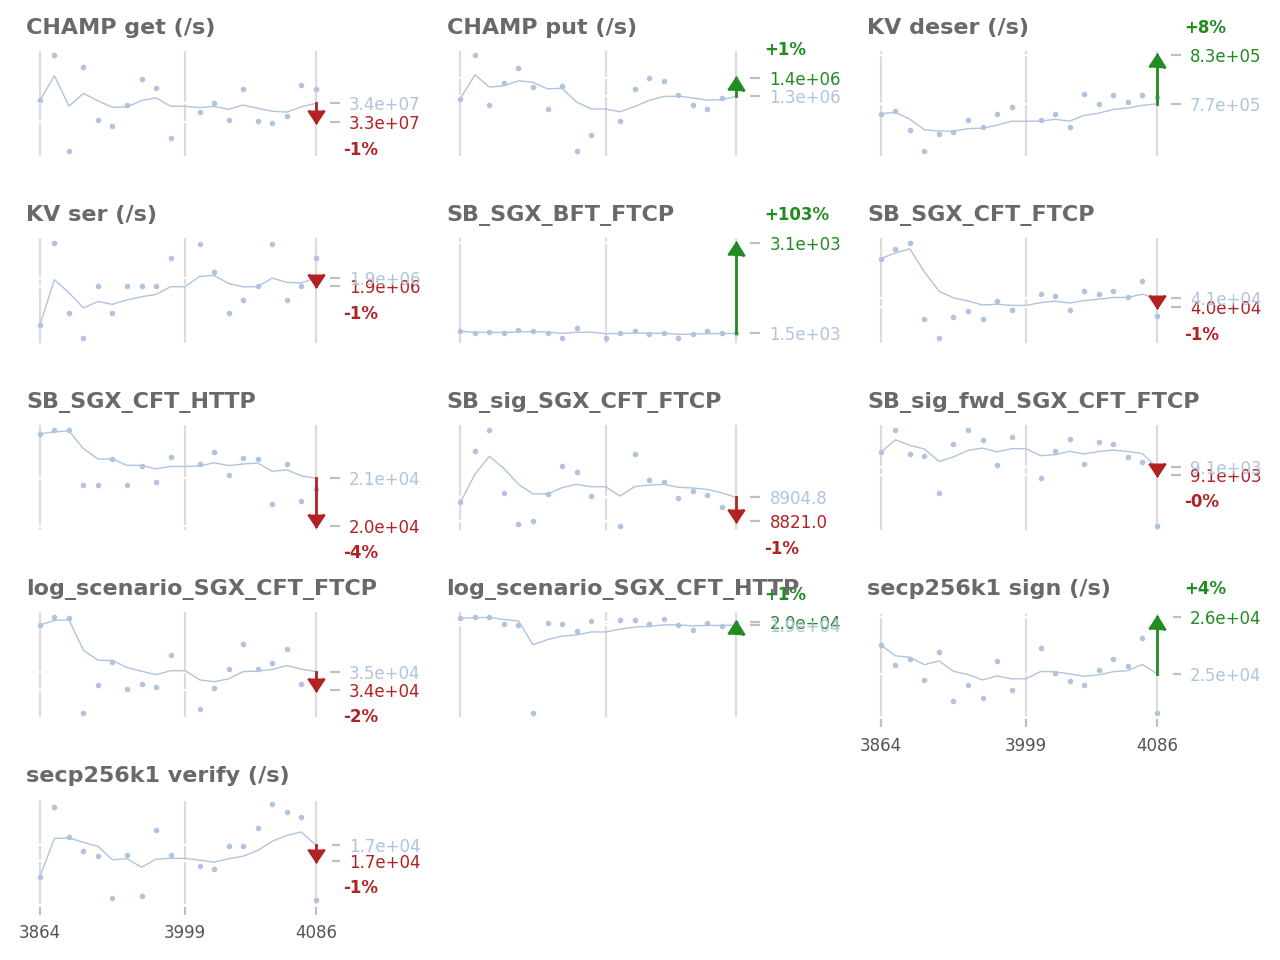 CHAMP get (/s)
3.4e+07
3.3e+07
-1%
CHAMP put (/s)
+1%
1.4e+06
1.3e+06
KV deser (/s)
+8%
8.3e+05
7.7e+05
KV ser (/s)
1.9e+06
1.9e+06
-1%
SB_SGX_BFT_FTCP
+103%
3.1e+03
1.5e+03
SB_SGX_CFT_FTCP
4.1e+04
4.0e+04
-1%
SB_SGX_CFT_HTTP
2.1e+04
2.0e+04
-4%
SB_sig_SGX_CFT_FTCP
8904.8
8821.0
-1%
SB_sig_fwd_SGX_CFT_FTCP
9.1e+03
9.1e+03
-0%
log_scenario_SGX_CFT_FTCP
3.5e+04
3.4e+04
-2%
log_scenario_SGX_CFT_HTTP
+1%
2.0e+04
1.9e+04
secp256k1 sign (/s)
+4%
2.6e+04
2.5e+04
3864 3999 4086
secp256k1 verify (/s)
1.7e+04
1.7e+04
-1%
3864 3999 4086